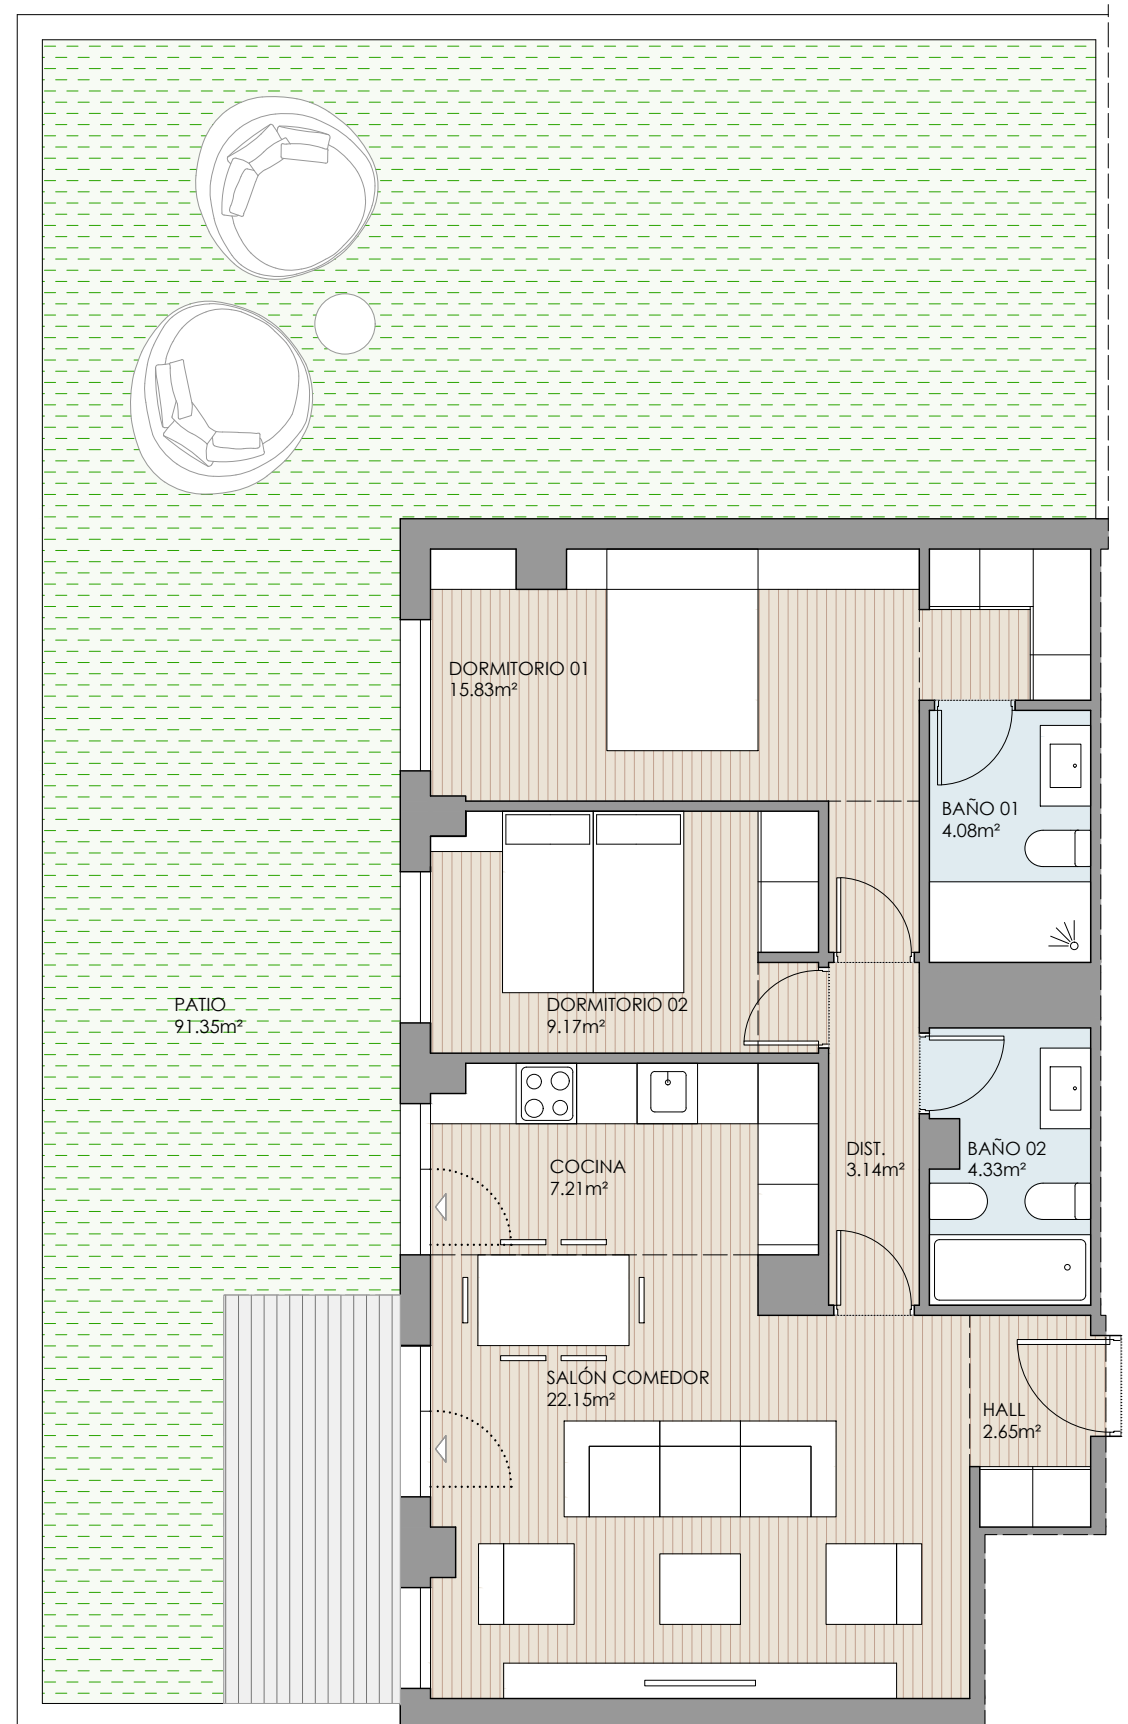 DORMITORIO 01
15.83m²
BAÑO 01
4.08m²
PATIO
91.35m²
DORMITORIO 02
9.17m²
COCINA
7.21m²
DIST.
3.14m²
BAÑO 02
4.33m²
SALÓN COMEDOR
22.15m²
HALL
2.65m²